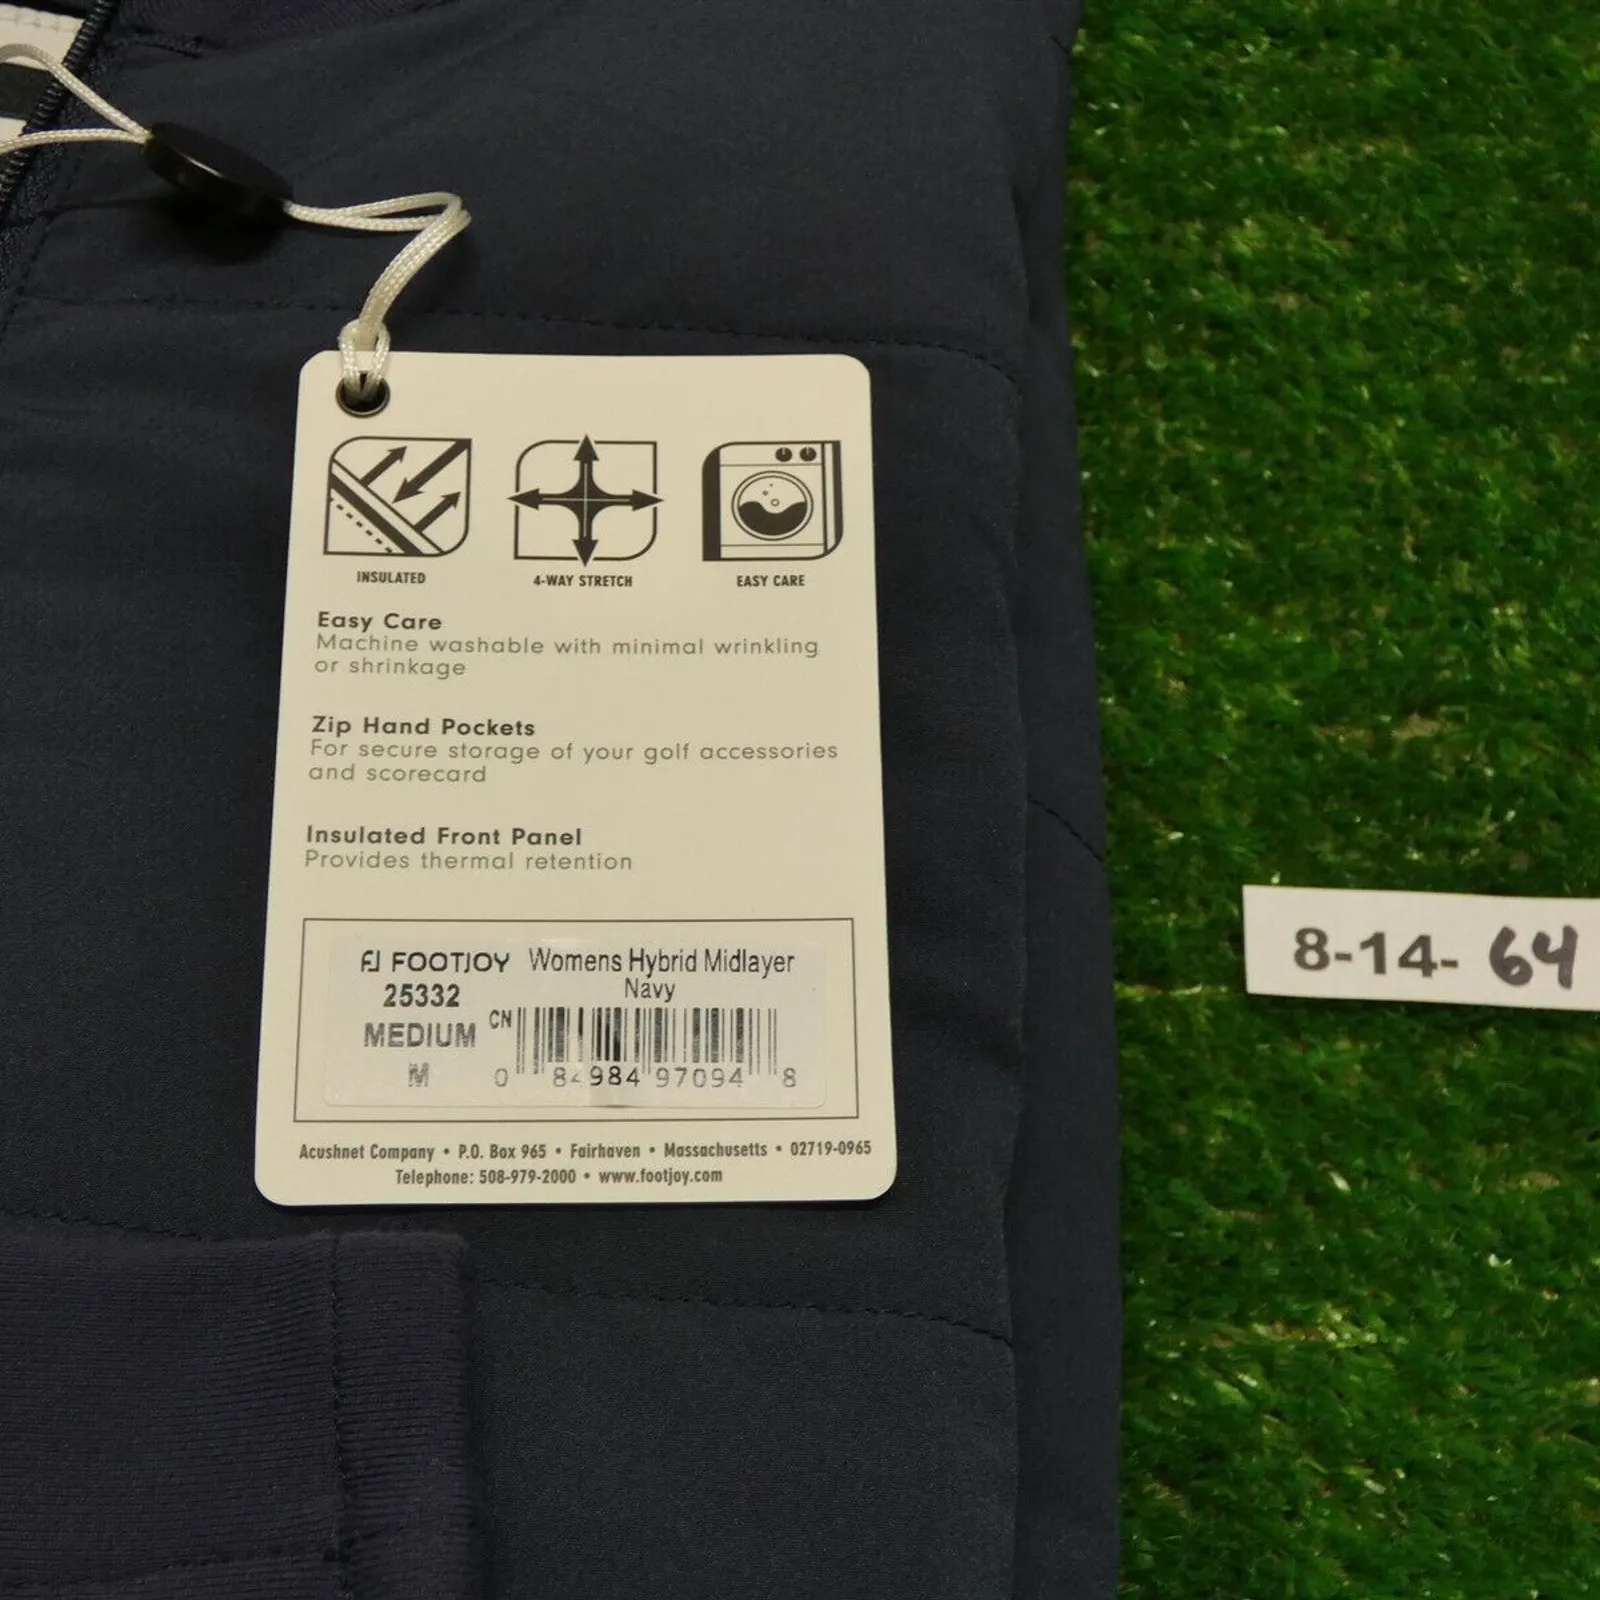 INSULATED 4-WAY STRETCH EASY CARE
Easy Care
Machine washable with minimal wrinkling
or shrinkage
Zip Hand Pockets
For secure storage of your golf accessories
and scorecard
Insulated Front Panel
Provides thermal retention
FJ FOOTJOY Womens Hybrid Midlayer
25332 Navy
MEDIUM CN
M 0 84984 97094 8
Acushnet Company • P.O. Box 965 • Fairhaven • Massachusetts • 02719-0965
Telephone: 508-979-2000 • www.footjoy.com
8-14-64